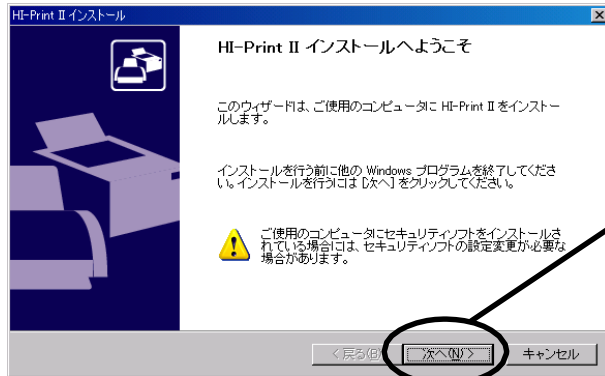 HI-Print II インストール
HI-Print II インストールへようこそ
このウィザードは、ご使用のコンピュータに HI-Print II をインストー
ルします。
インストールを行う前に他の Windows プログラムを終了してくださ
い。インストールを行うには [次へ] をクリックしてください。
ご使用のコンピュータにセキュリティソフトをインストールさ
れている場合には、セキュリティソフトの設定変更が必要な
場合があります。
< 戻る(B) 次へ(N) > キャンセル